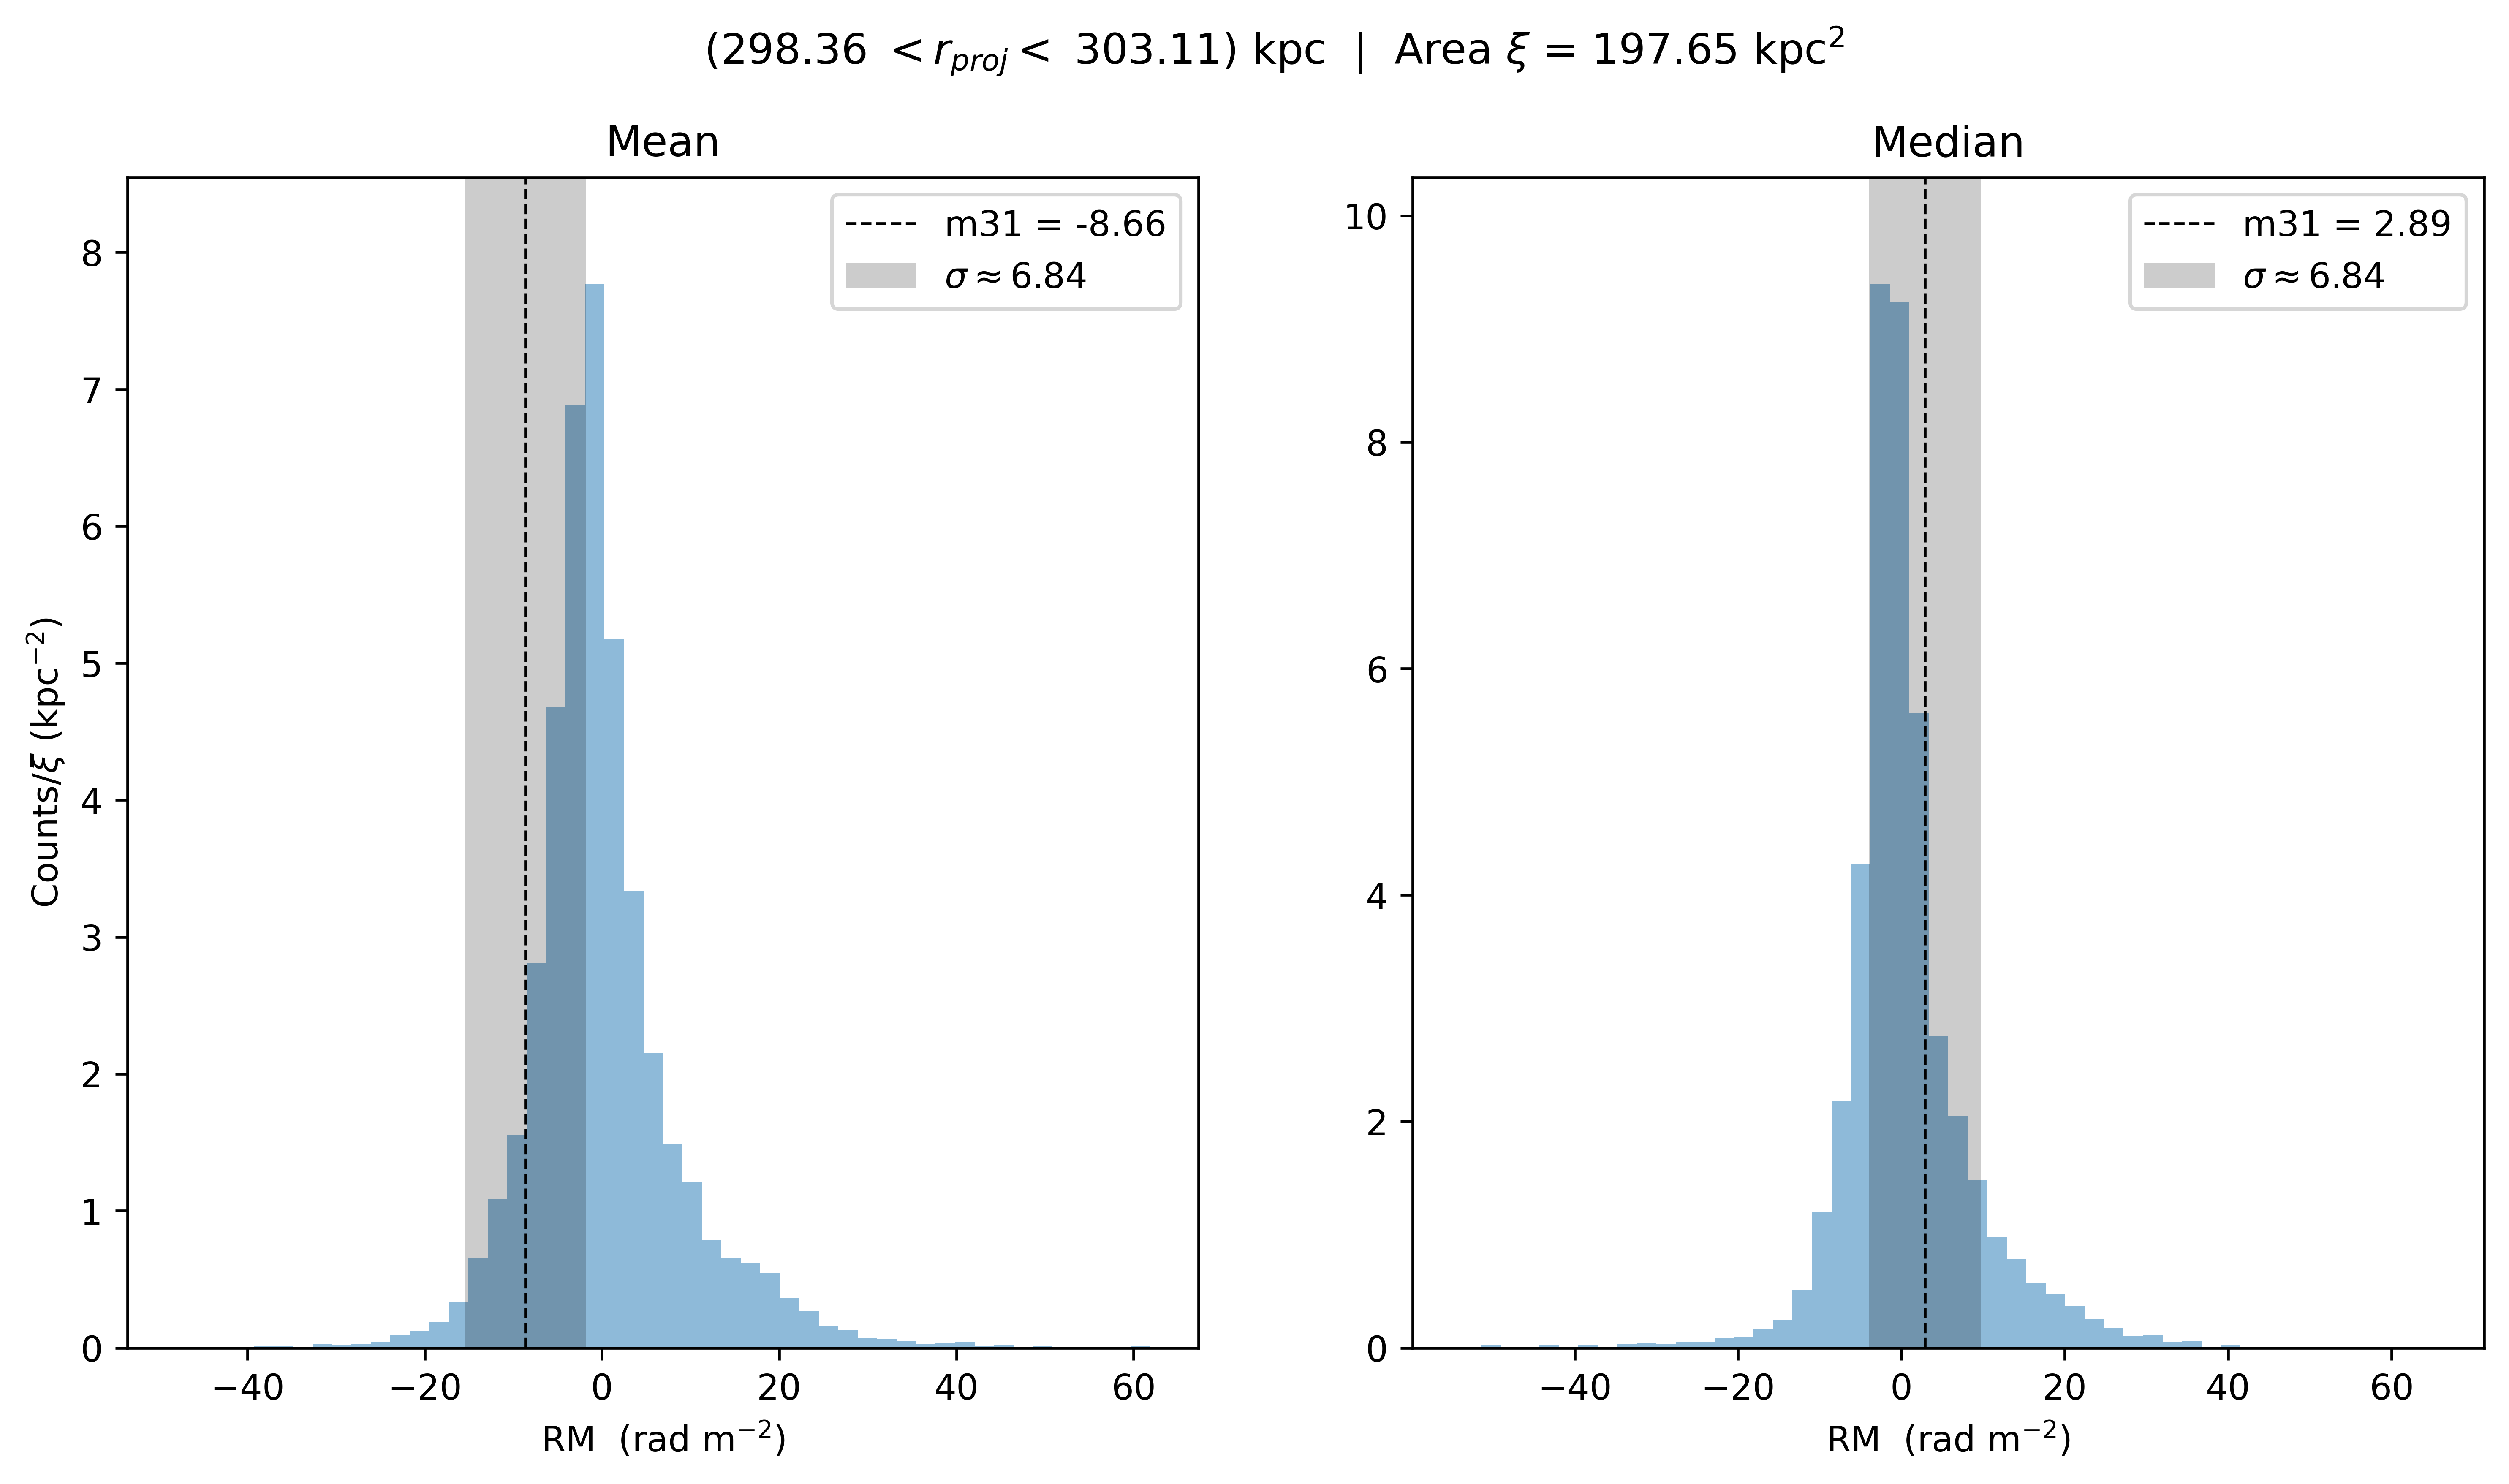 (298.36 < r_proj < 303.11) kpc | Area ξ = 197.65 kpc²
Mean
m31 = -8.66
σ ≈ 6.84
8
7
6
5
4
3
2
1
0
Counts/ξ (kpc⁻²)
−40 −20 0 20 40 60
RM (rad m⁻²)
Median
m31 = 2.89
σ ≈ 6.84
10
8
6
4
2
0
−40 −20 0 20 40 60
RM (rad m⁻²)